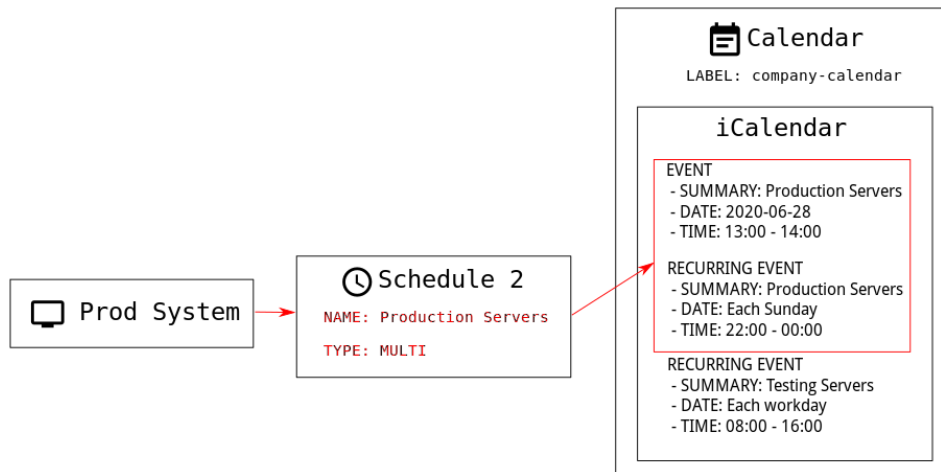 Calendar
LABEL: company-calendar
iCalendar
EVENT
- SUMMARY: Production Servers
- DATE: 2020-06-28
- TIME: 13:00 - 14:00
RECURRING EVENT
- SUMMARY: Production Servers
- DATE: Each Sunday
- TIME: 22:00 - 00:00
RECURRING EVENT
- SUMMARY: Testing Servers
- DATE: Each workday
- TIME: 08:00 - 16:00
Schedule 2
NAME: Production Servers
TYPE: MULTI
Prod System